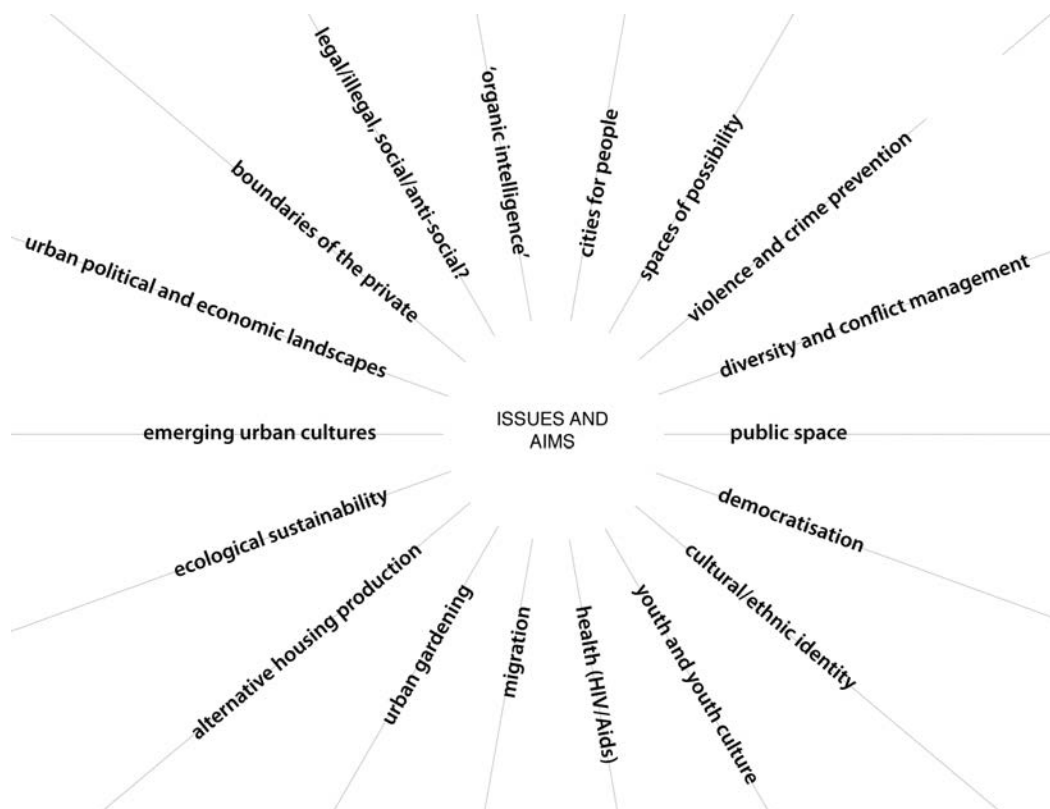 ISSUES AND
AIMS
'organic intelligence'
cities for people
spaces of possibility
violence and crime prevention
diversity and conflict management
public space
democratisation
cultural/ethnic identity
youth and youth culture
health (HIV/Aids)
migration
urban gardening
alternative housing production
ecological sustainability
emerging urban cultures
urban political and economic landscapes
boundaries of the private
legal/illegal, social/anti-social?